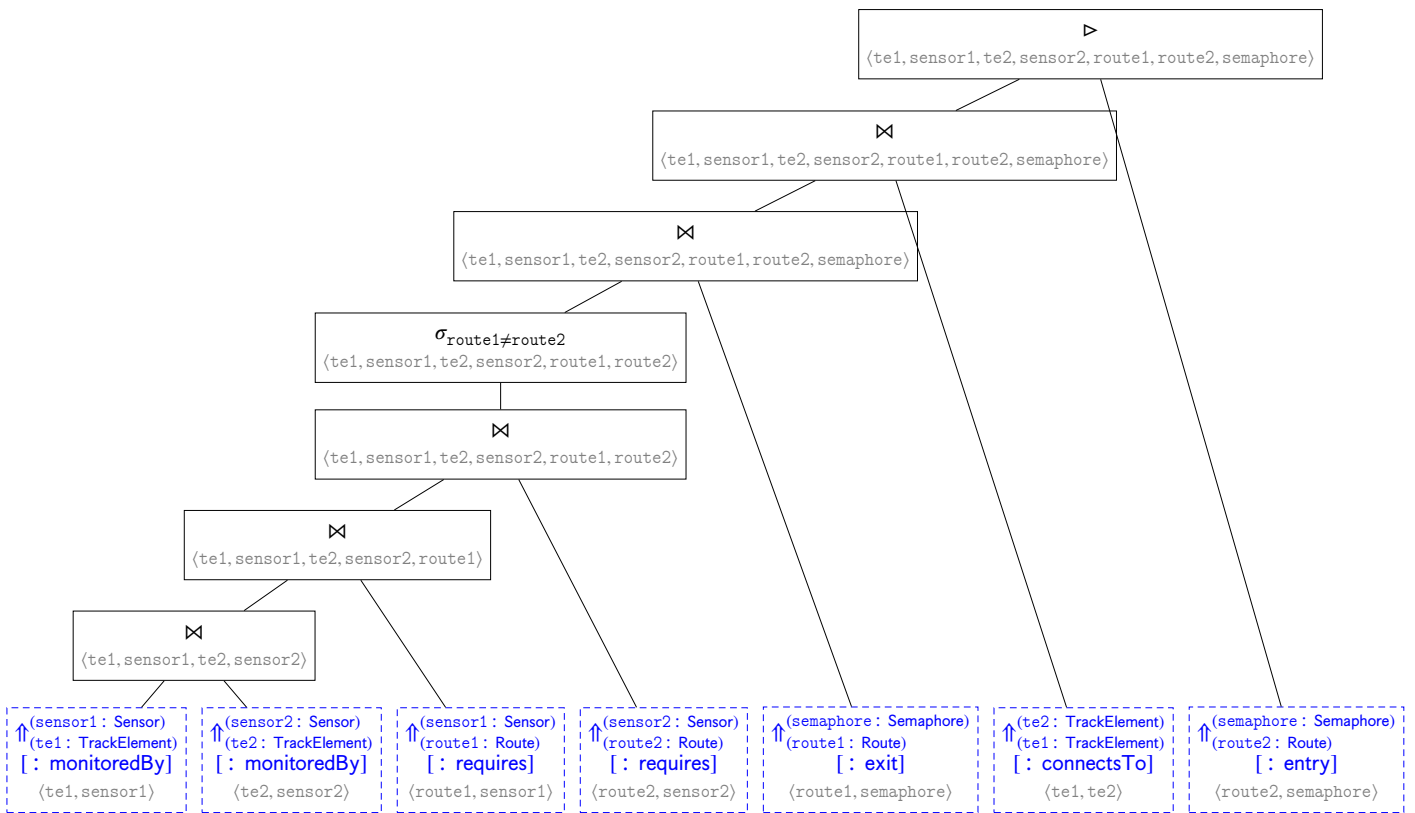 ▷
⟨te1, sensor1, te2, sensor2, route1, route2, semaphore⟩
⋈
⟨te1, sensor1, te2, sensor2, route1, route2, semaphore⟩
⋈
⟨te1, sensor1, te2, sensor2, route1, route2, semaphore⟩
σroute1≠route2
⟨te1, sensor1, te2, sensor2, route1, route2⟩
⋈
⟨te1, sensor1, te2, sensor2, route1, route2⟩
⋈
⟨te1, sensor1, te2, sensor2, route1⟩
⋈
⟨te1, sensor1, te2, sensor2⟩
⇑(sensor1: Sensor)
(te1: TrackElement)
[: monitoredBy]
⟨te1, sensor1⟩
⇑(sensor2: Sensor)
(te2: TrackElement)
[: monitoredBy]
⟨te2, sensor2⟩
⇑(sensor1: Sensor)
(route1: Route)
[: requires]
⟨route1, sensor1⟩
⇑(sensor2: Sensor)
(route2: Route)
[: requires]
⟨route2, sensor2⟩
⇑(semaphore: Semaphore)
(route1: Route)
[: exit]
⟨route1, semaphore⟩
⇑(te2: TrackElement)
(te1: TrackElement)
[: connectsTo]
⟨te1, te2⟩
⇑(semaphore: Semaphore)
(route2: Route)
[: entry]
⟨route2, semaphore⟩